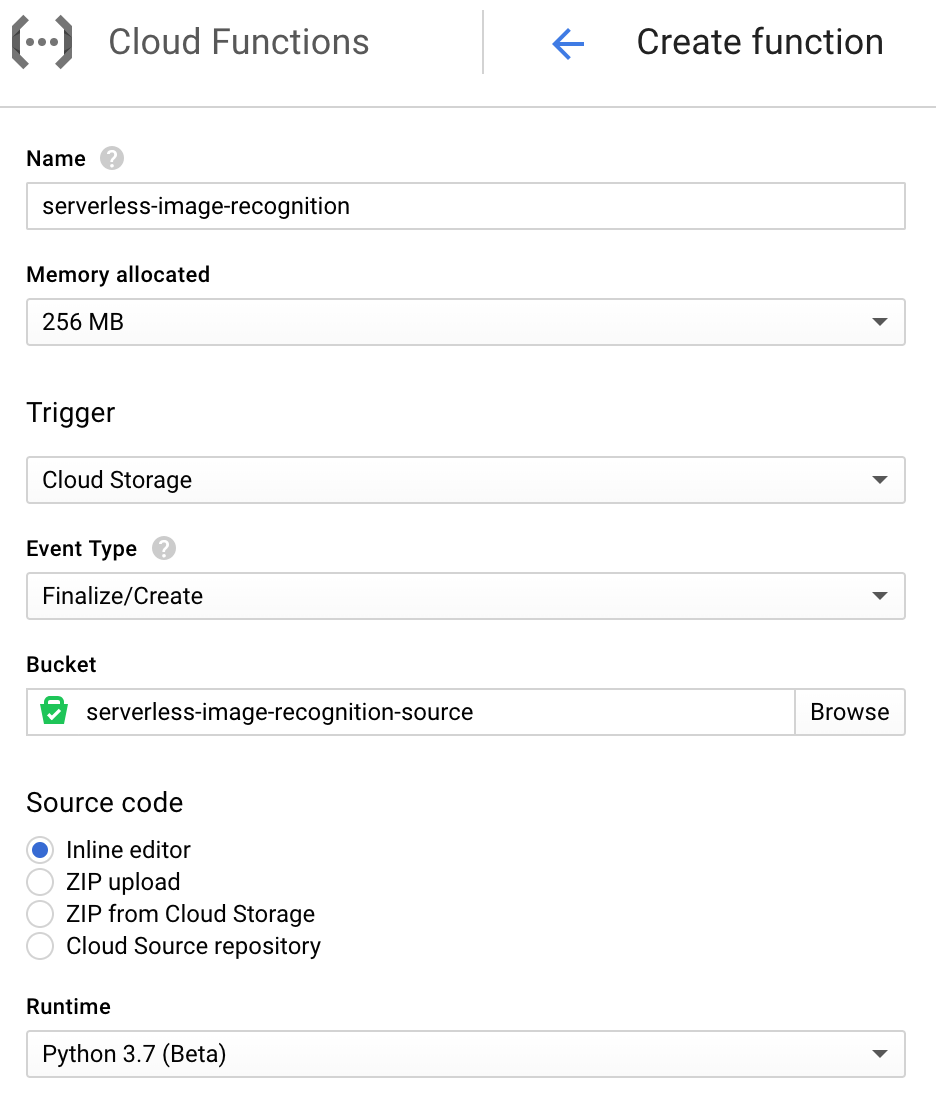 Cloud Functions Create function
Name ?
serverless-image-recognition
Memory allocated
256 MB
Trigger
Cloud Storage
Event Type ?
Finalize/Create
Bucket
serverless-image-recognition-source Browse
Source code
Inline editor
ZIP upload
ZIP from Cloud Storage
Cloud Source repository
Runtime
Python 3.7 (Beta)